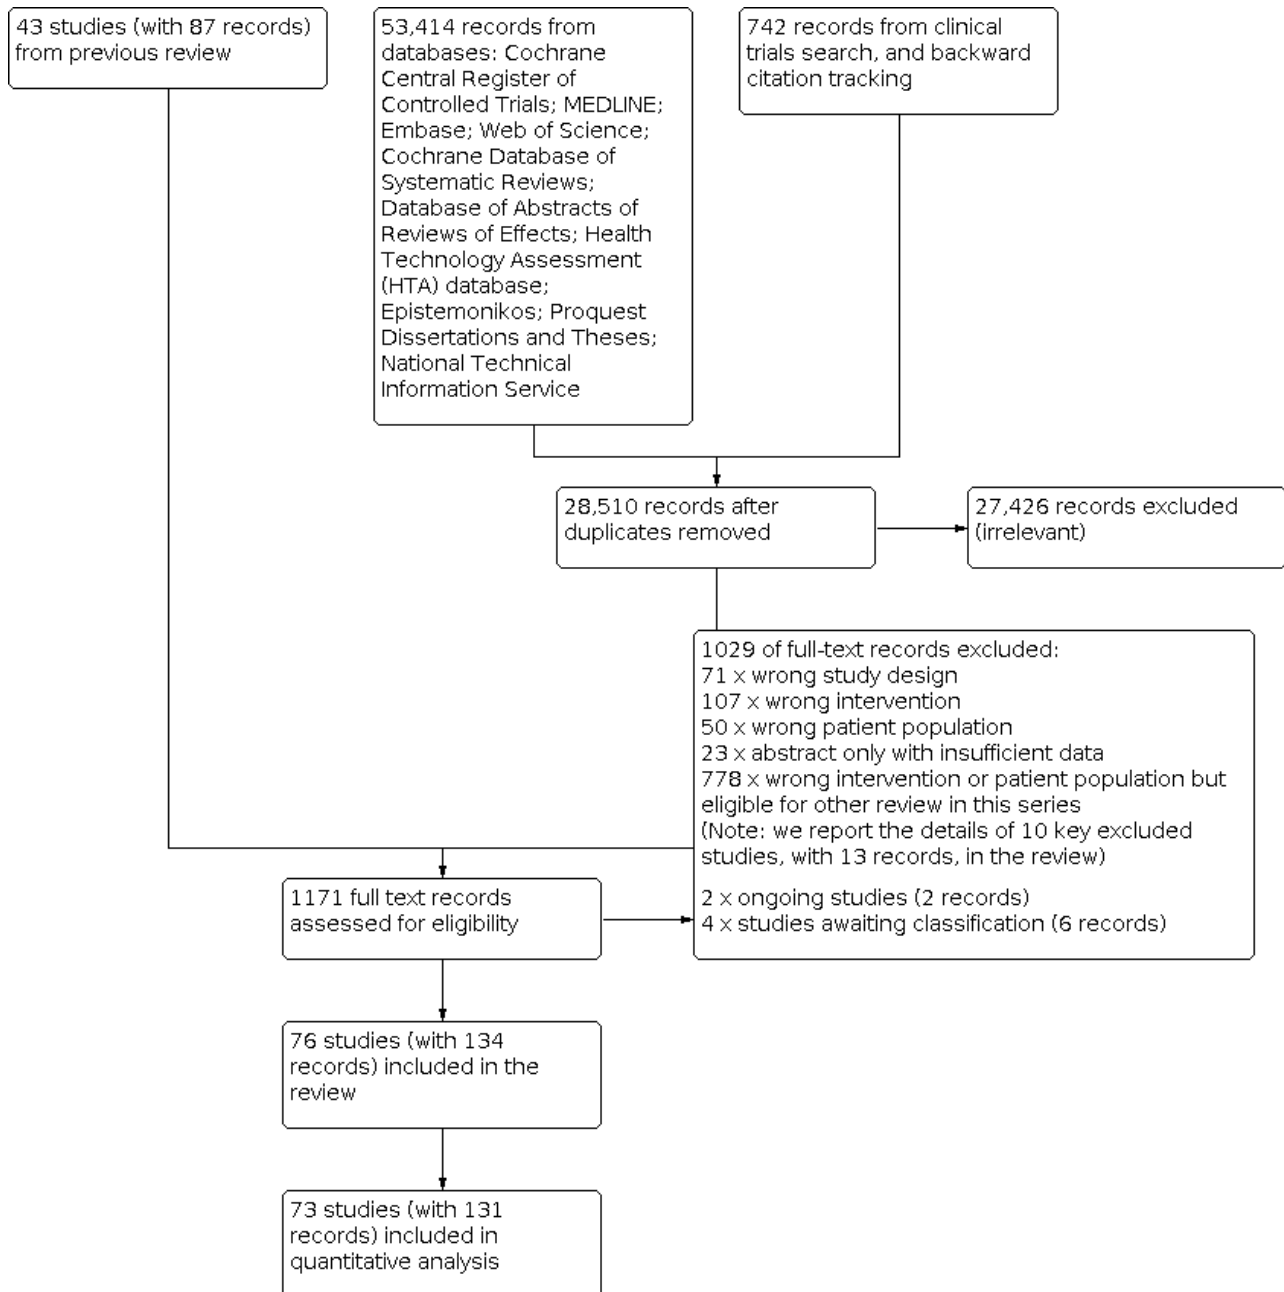 43 studies (with 87 records)
from previous review
53,414 records from
databases: Cochrane
Central Register of
Controlled Trials; MEDLINE;
Embase; Web of Science;
Cochrane Database of
Systematic Reviews;
Database of Abstracts of
Reviews of Effects; Health
Technology Assessment
(HTA) database;
Epistemonikos; Proquest
Dissertations and Theses;
National Technical
Information Service
742 records from clinical
trials search, and backward
citation tracking
28,510 records after
duplicates removed
27,426 records excluded
(irrelevant)
1029 of full-text records excluded:
71 x wrong study design
107 x wrong intervention
50 x wrong patient population
23 x abstract only with insufficient data
778 x wrong intervention or patient population but
eligible for other review in this series
(Note: we report the details of 10 key excluded
studies, with 13 records, in the review)
2 x ongoing studies (2 records)
4 x studies awaiting classification (6 records)
1171 full text records
assessed for eligibility
76 studies (with 134
records) included in the
review
73 studies (with 131
records) included in
quantitative analysis